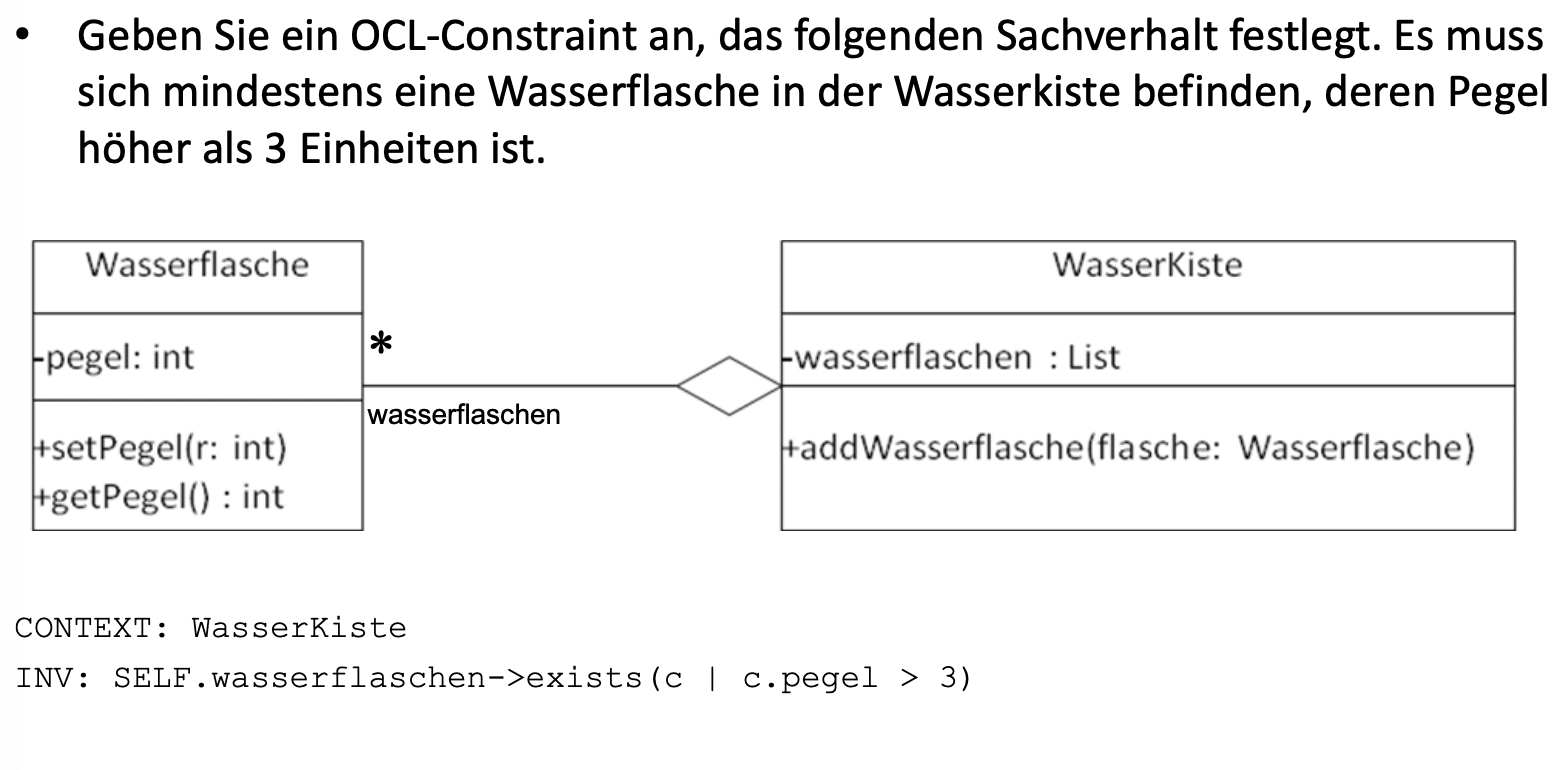 • Geben Sie ein OCL-Constraint an, das folgenden Sachverhalt festlegt. Es muss
sich mindestens eine Wasserflasche in der Wasserkiste befinden, deren Pegel
höher als 3 Einheiten ist.
Wasserflasche
-pegel: int
+setPegel(r: int)
+getPegel() : int
*
wasserflaschen
WasserKiste
-wasserflaschen : List
+addWasserflasche(flasche: Wasserflasche)
CONTEXT: WasserKiste
INV: SELF.wasserflaschen->exists(c | c.pegel > 3)